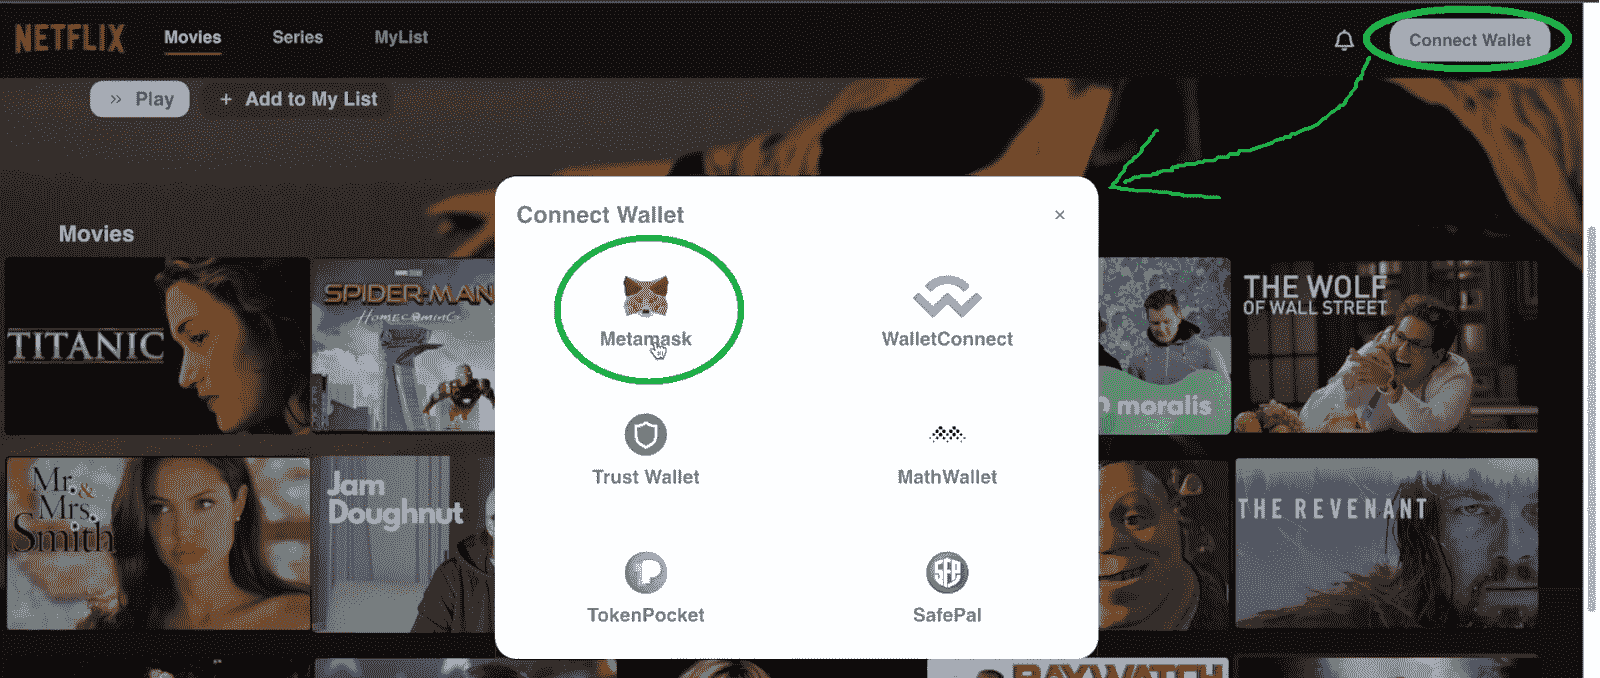 NETFLIX
Movies
Series
MyList
Connect Wallet
Play
Add to My List
Movies
Connect Wallet
Metamask
WalletConnect
Trust Wallet
MathWallet
TokenPocket
SafePal
TITANIC
SPIDER-MAN
HOMECOMING
moralis
THE WOLF
OF WALL STREET
Mr. &
Mrs.
Smith
Jam
Doughnut
THE REVENANT
BAYWATCH